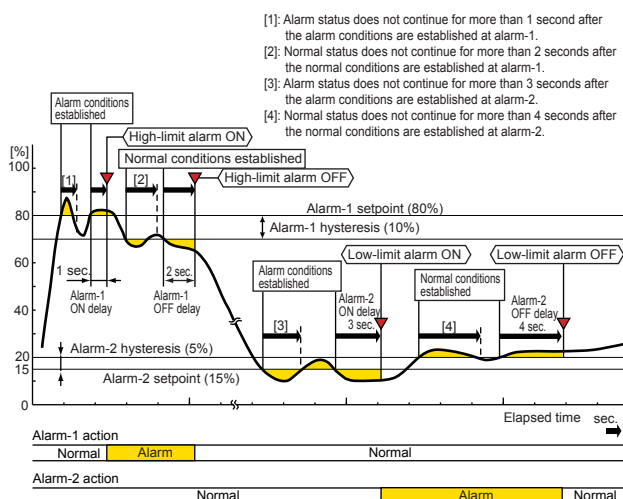 [1]: Alarm status does not continue for more than 1 second after
the alarm conditions are established at alarm-1.
[2]: Normal status does not continue for more than 2 seconds after
the normal conditions are established at alarm-1.
[3]: Alarm status does not continue for more than 3 seconds after
the alarm conditions are established at alarm-2.
[4]: Normal status does not continue for more than 4 seconds after
the normal conditions are established at alarm-2.
Alarm conditions
established
High-limit alarm ON
Normal conditions established
High-limit alarm OFF
[%]
100
80
60
40
20
15
0
[1]
[2]
Alarm-1 setpoint (80%)
Alarm-1 hysteresis (10%)
1 sec.
Alarm-1
ON delay
2 sec.
Alarm-1
OFF delay
Low-limit alarm ON
Low-limit alarm OFF
Alarm conditions
established
Alarm-2
ON delay
3 sec.
Normal conditions
established
Alarm-2
OFF delay
4 sec.
[3]
[4]
Alarm-2 hysteresis (5%)
Alarm-2 setpoint (15%)
Elapsed time sec.
Alarm-1 action
Normal Alarm Normal
Alarm-2 action
Normal Alarm Normal